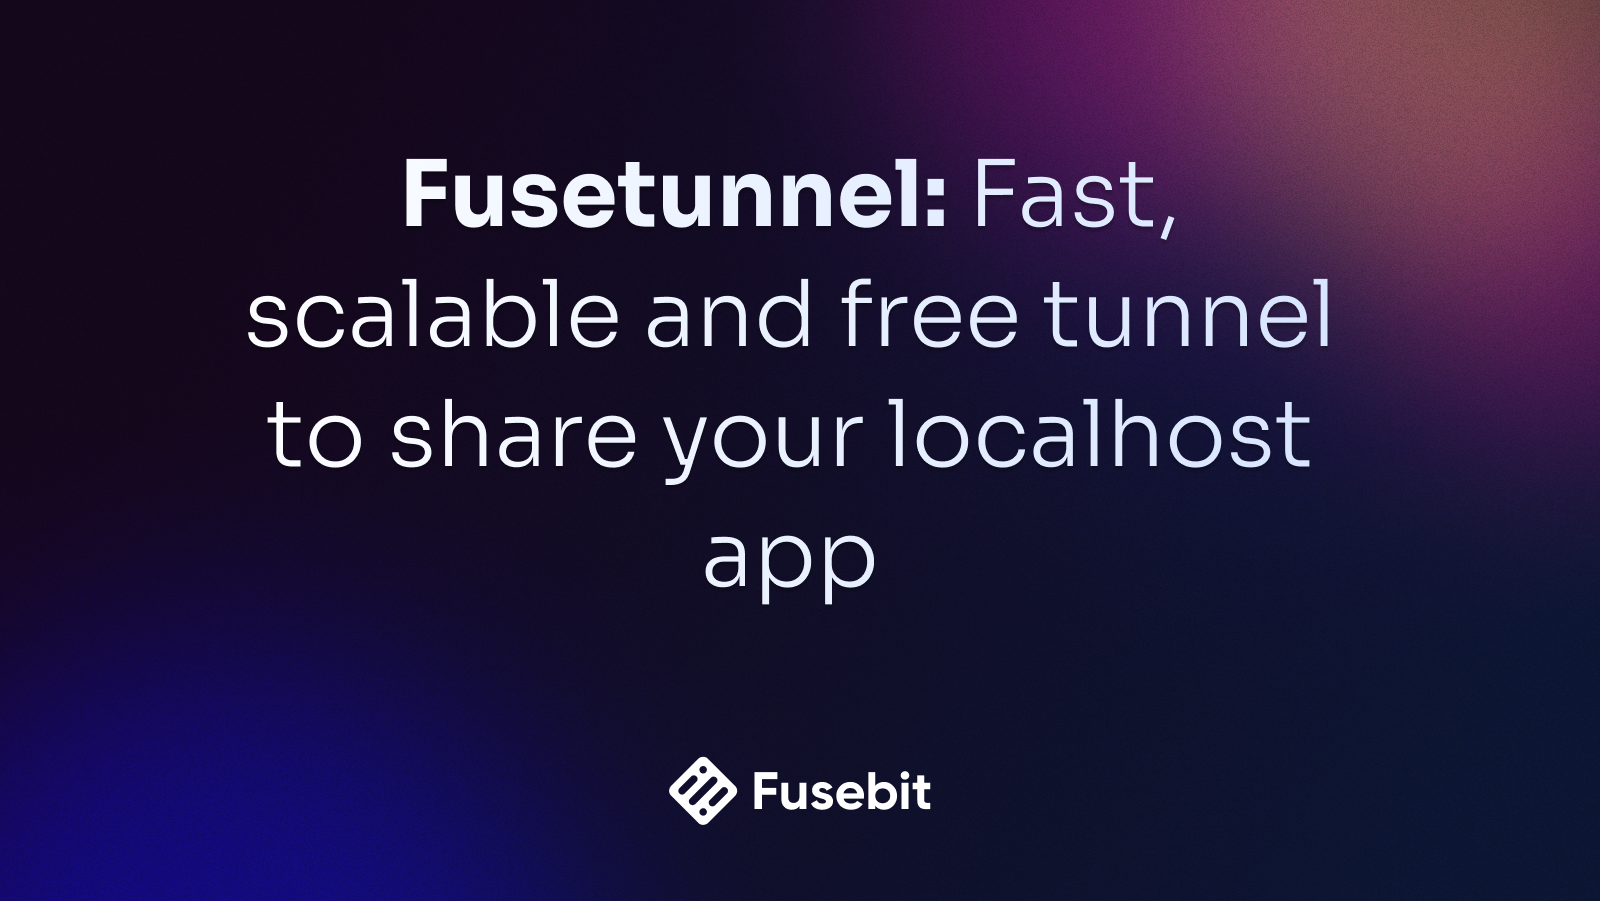 Fusetunnel: Fast,
scalable and free tunnel
to share your localhost
app
Fusebit